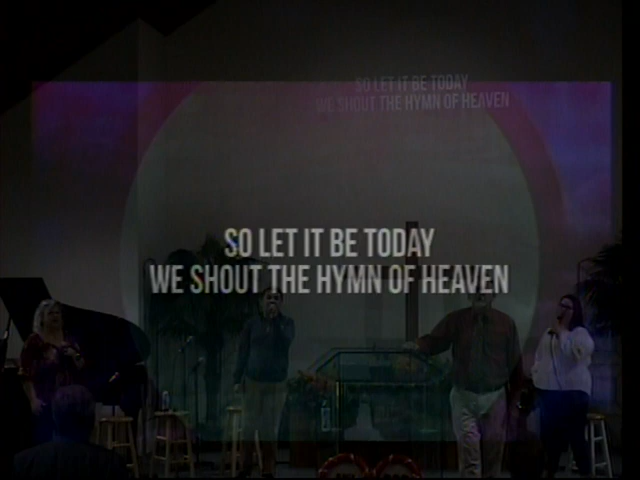 SO LET IT BE TODAY
WE SHOUT THE HYMN OF HEAVEN
SO LET IT BE TODAY
WE SHOUT THE HYMN OF HEAVEN